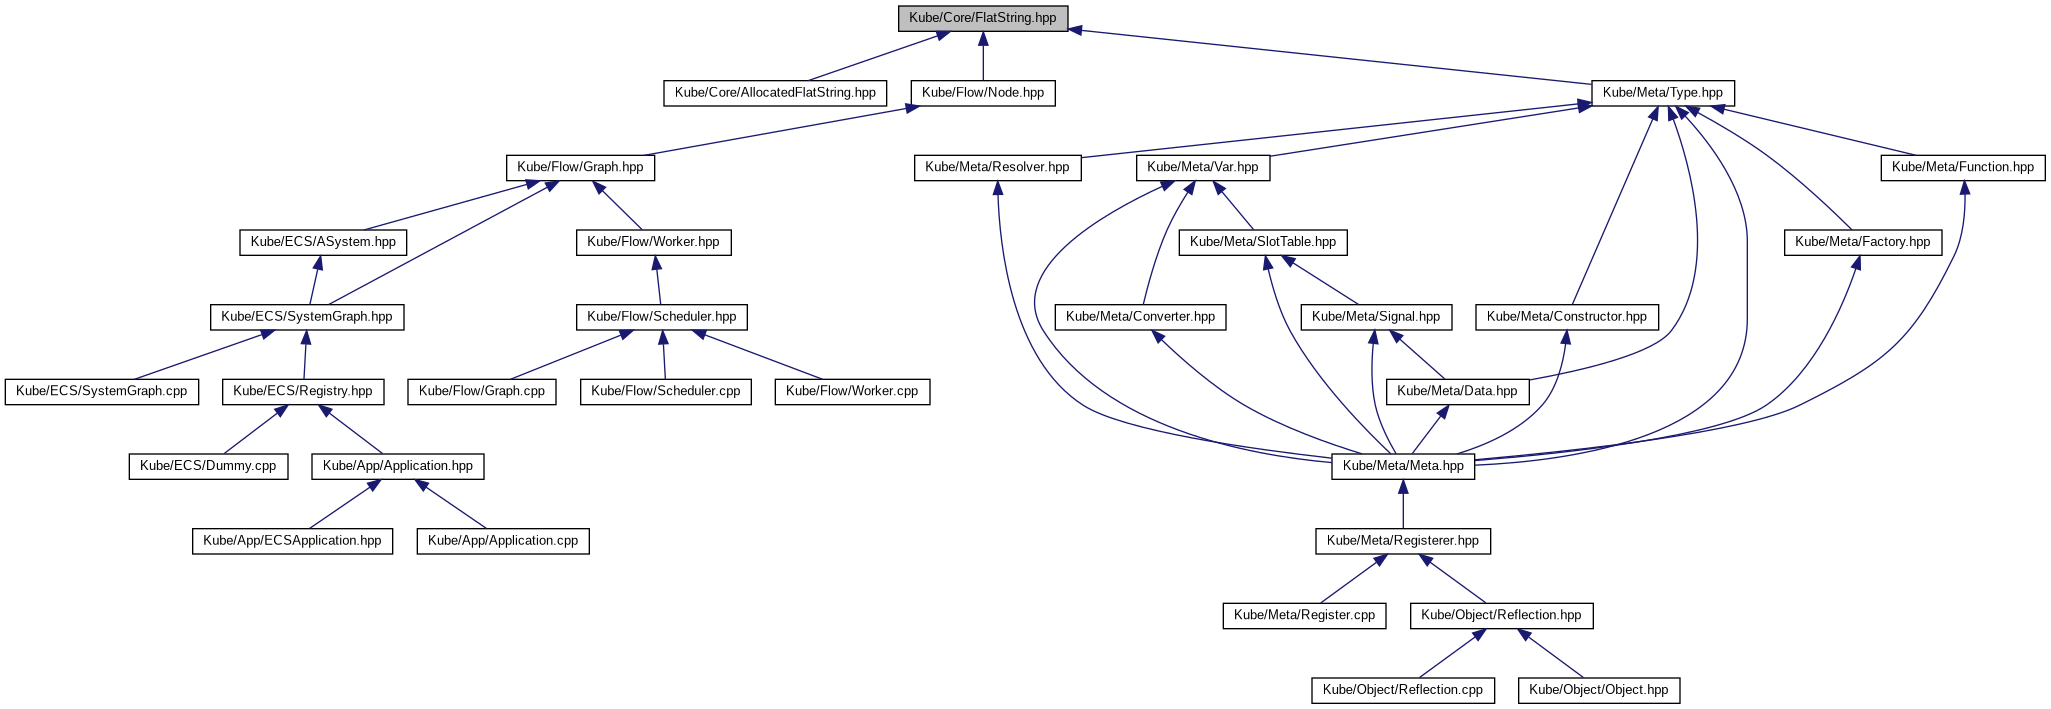 Kube/Core/FlatString.hpp
Kube/Core/AllocatedFlatString.hpp
Kube/Flow/Node.hpp
Kube/Meta/Type.hpp
Kube/Flow/Graph.hpp
Kube/Meta/Resolver.hpp
Kube/Meta/Var.hpp
Kube/Meta/Function.hpp
Kube/ECS/ASystem.hpp
Kube/Flow/Worker.hpp
Kube/Meta/SlotTable.hpp
Kube/Meta/Factory.hpp
Kube/ECS/SystemGraph.hpp
Kube/Flow/Scheduler.hpp
Kube/Meta/Converter.hpp
Kube/Meta/Signal.hpp
Kube/Meta/Constructor.hpp
Kube/ECS/SystemGraph.cpp
Kube/ECS/Registry.hpp
Kube/Flow/Graph.cpp
Kube/Flow/Scheduler.cpp
Kube/Flow/Worker.cpp
Kube/Meta/Data.hpp
Kube/ECS/Dummy.cpp
Kube/App/Application.hpp
Kube/Meta/Meta.hpp
Kube/App/ECSApplication.hpp
Kube/App/Application.cpp
Kube/Meta/Registerer.hpp
Kube/Meta/Register.cpp
Kube/Object/Reflection.hpp
Kube/Object/Reflection.cpp
Kube/Object/Object.hpp